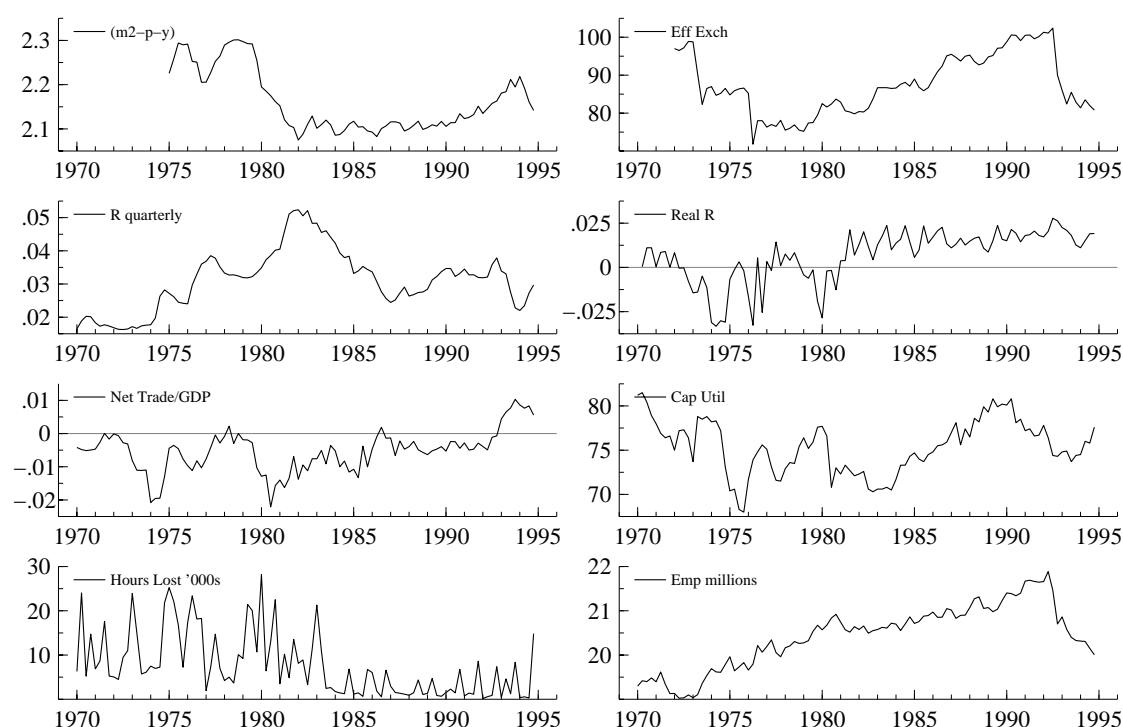 (m2−p−y)
2.3
2.2
2.1
1970 1975 1980 1985 1990 1995
Eff Exch
100
90
80
1970 1975 1980 1985 1990 1995
R quarterly
.05
.04
.03
.02
1970 1975 1980 1985 1990 1995
Real R
.025
0
−.025
1970 1975 1980 1985 1990 1995
Net Trade/GDP
.01
0
−.01
−.02
1970 1975 1980 1985 1990 1995
Cap Util
80
75
70
1970 1975 1980 1985 1990 1995
Hours Lost ’000s
30
20
10
1970 1975 1980 1985 1990 1995
Emp millions
22
21
20
1970 1975 1980 1985 1990 1995